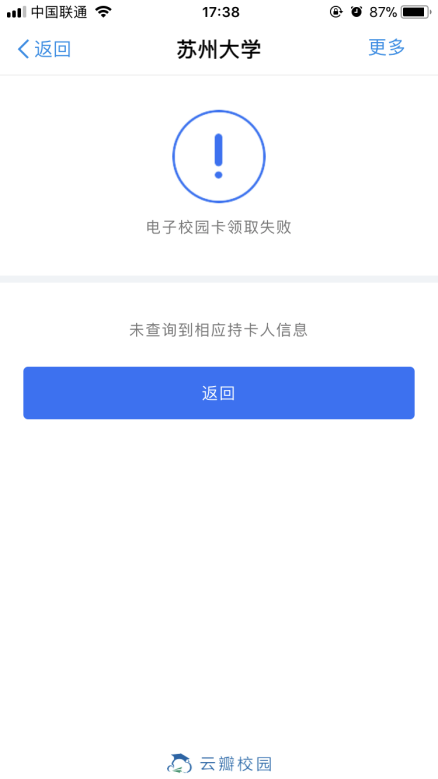 中国联通
17:38
87%
返回
苏州大学
更多
电子校园卡领取失败
未查询到相应持卡人信息
返回
云瓣校园